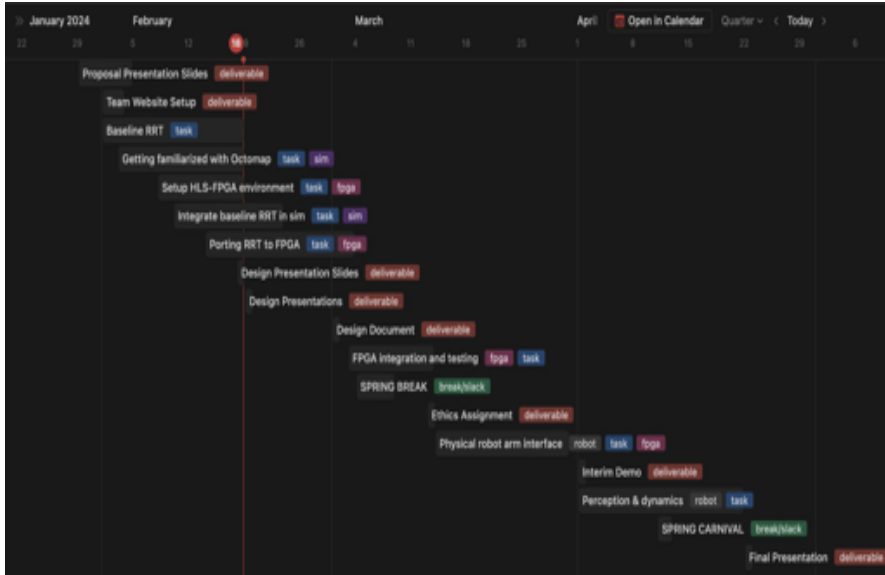 January 2024 February March April Open in Calendar Quarter Today
22 29 5 12 18 26 4 11 18 25 1 8 15 22 29 6
Proposal Presentation Slides deliverable
Team Website Setup deliverable
Baseline RRT task
Getting familiarized with Octomap task sim
Setup HLS-FPGA environment task fpga
Integrate baseline RRT in sim task sim
Porting RRT to FPGA task fpga
Design Presentation Slides deliverable
Design Presentations deliverable
Design Document deliverable
FPGA integration and testing fpga task
SPRING BREAK break/slack
Ethics Assignment deliverable
Physical robot arm interface robot task fpga
Interim Demo deliverable
Perception & dynamics robot task
SPRING CARNIVAL break/slack
Final Presentation deliverable